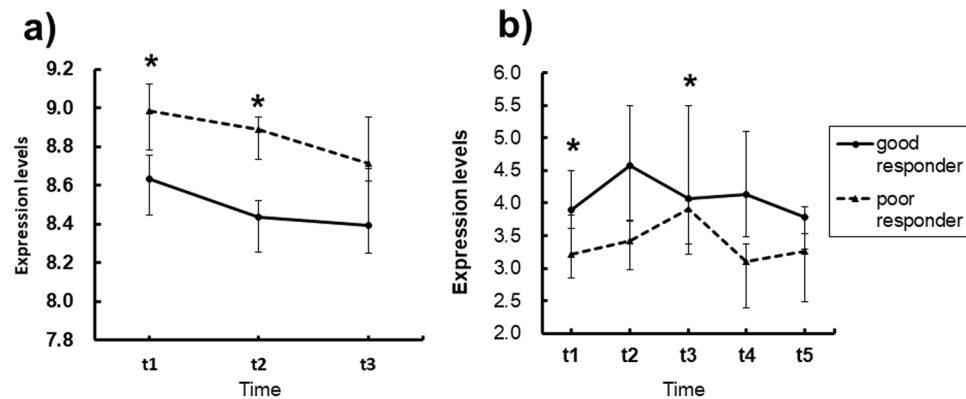 a)
*
*
9.2
9.0
8.8
8.6
8.4
8.2
8.0
7.8
Expression levels
t1
t2
t3
Time
b)
*
*
6.0
5.5
5.0
4.5
4.0
3.5
3.0
2.5
2.0
Expression levels
t1
t2
t3
t4
t5
Time
good
responder
poor
responder